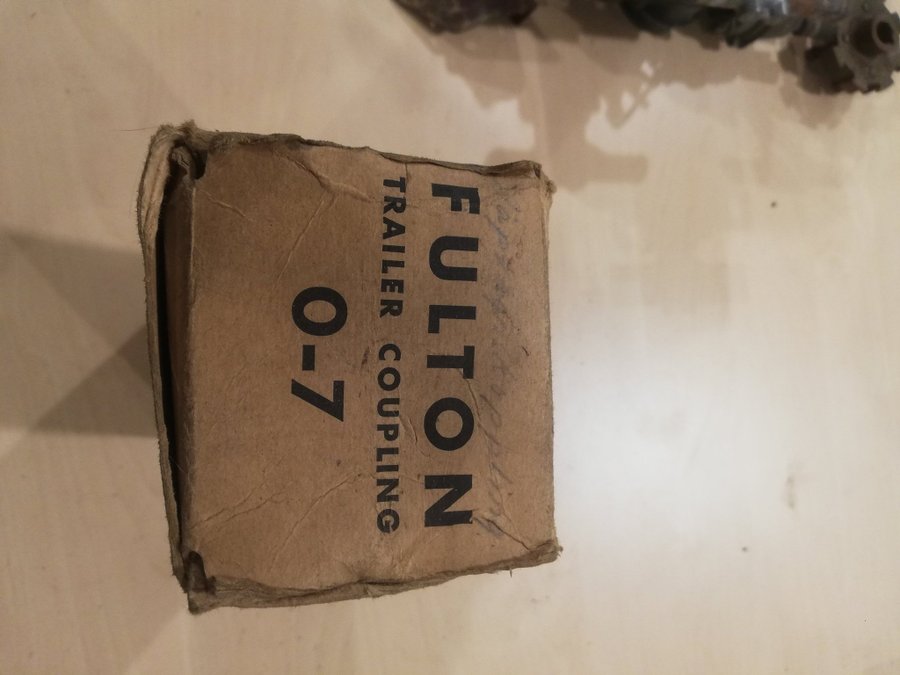 FULTON
TRAILER COUPLING
O-7